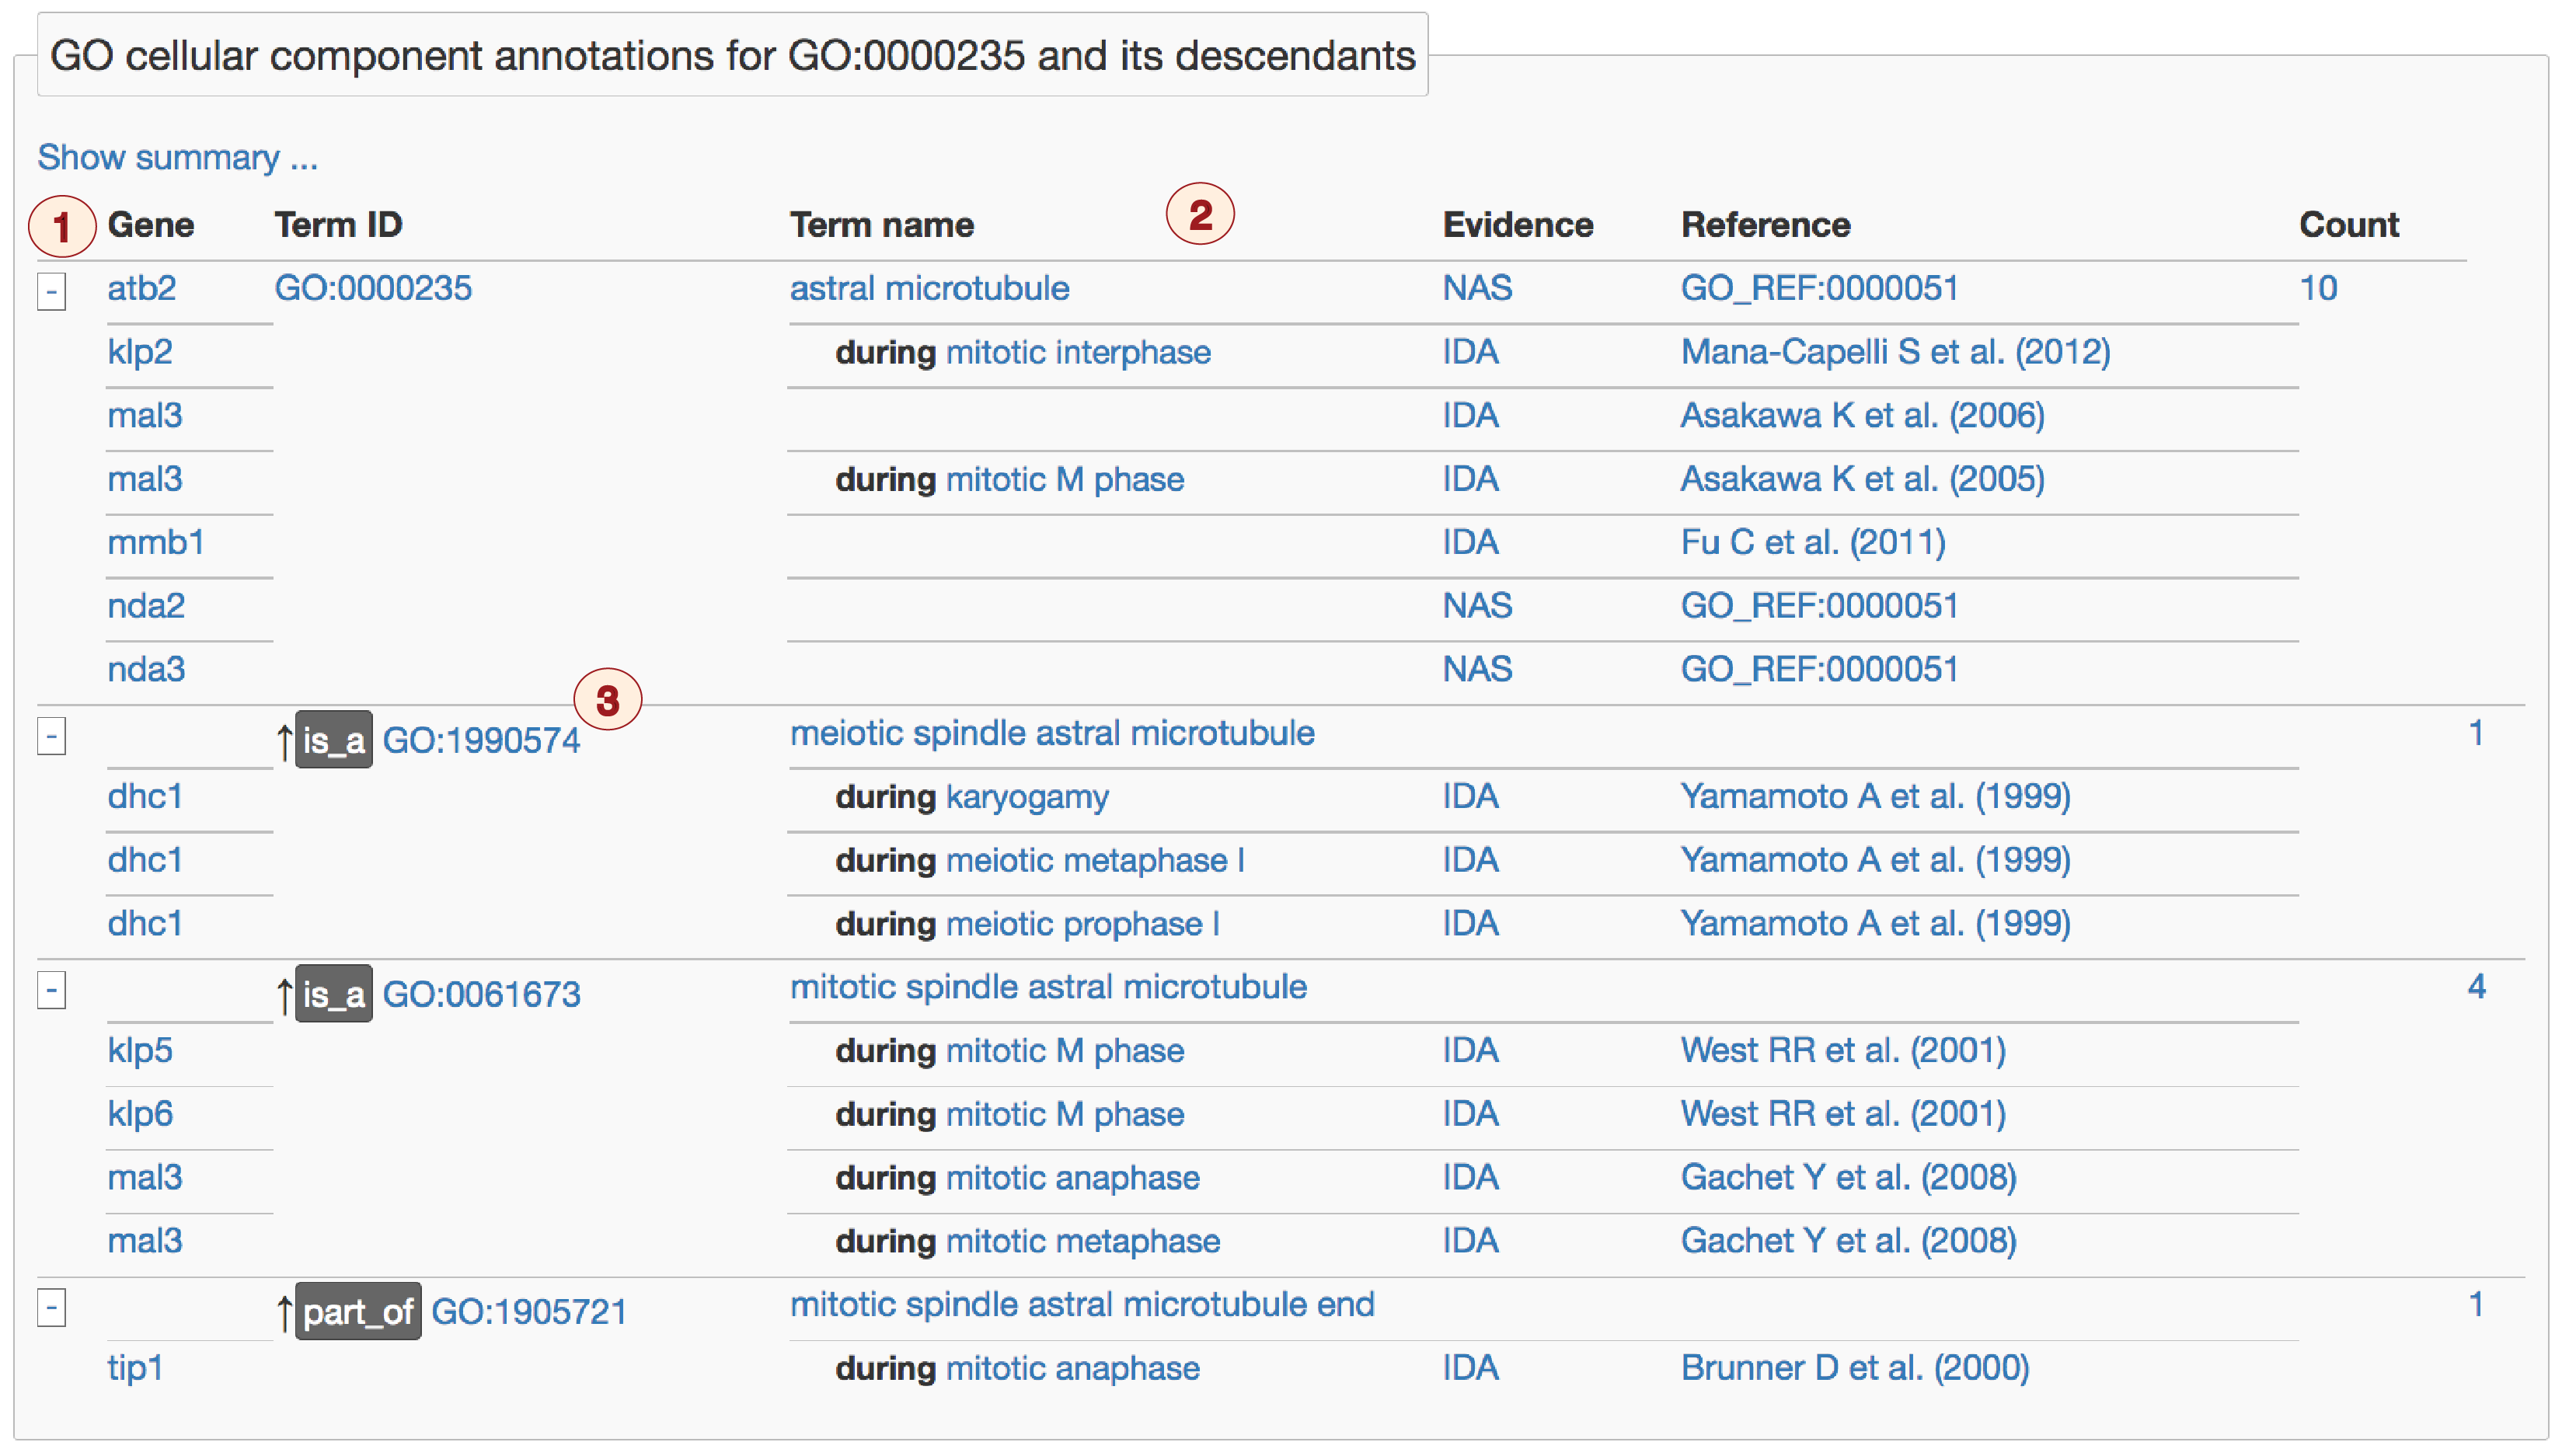 GO cellular component annotations for GO:0000235 and its descendants
Show summary ...
1 Gene Term ID Term name 2 Evidence Reference Count
- atb2 GO:0000235 astral microtubule NAS GO_REF:0000051 10
klp2 during mitotic interphase IDA Mana-Capelli S et al. (2012)
mal3 IDA Asakawa K et al. (2006)
mal3 during mitotic M phase IDA Asakawa K et al. (2005)
mmb1 IDA Fu C et al. (2011)
nda2 NAS GO_REF:0000051
nda3 NAS GO_REF:0000051
3
- ↑ is_a GO:1990574 meiotic spindle astral microtubule 1
dhc1 during karyogamy IDA Yamamoto A et al. (1999)
dhc1 during meiotic metaphase I IDA Yamamoto A et al. (1999)
dhc1 during meiotic prophase I IDA Yamamoto A et al. (1999)
- ↑ is_a GO:0061673 mitotic spindle astral microtubule 4
klp5 during mitotic M phase IDA West RR et al. (2001)
klp6 during mitotic M phase IDA West RR et al. (2001)
mal3 during mitotic anaphase IDA Gachet Y et al. (2008)
mal3 during mitotic metaphase IDA Gachet Y et al. (2008)
- ↑ part_of GO:1905721 mitotic spindle astral microtubule end 1
tip1 during mitotic anaphase IDA Brunner D et al. (2000)